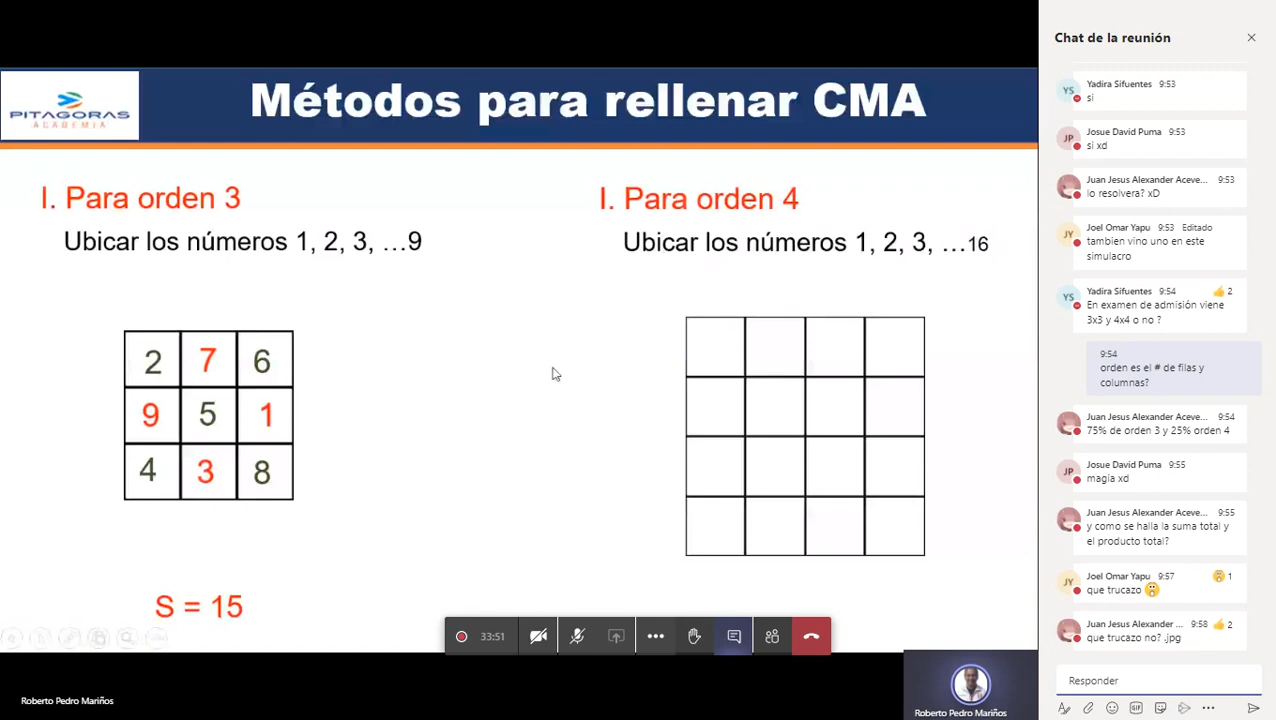 PITAGORAS
ACADEMIA
Métodos para rellenar CMA
I. Para orden 3
Ubicar los números 1, 2, 3, …9
2 7 6
9 5 1
4 3 8
S = 15
I. Para orden 4
Ubicar los números 1, 2, 3, …16
33:51
Roberto Pedro Mariños
Roberto Pedro Mariños
Chat de la reunión
YS
Yadira Sifuentes 9:53
si
JP
Josue David Puma 9:53
si xd
Juan Jesus Alexander Aceve... 9:53
lo resolvera? xD
JY
Joel Omar Yapu 9:53 Editado
tambien vino uno en este
simulacro
YS
Yadira Sifuentes 9:54 2
En examen de admisión viene
3x3 y 4x4 o no ?
9:54
orden es el # de filas y
columnas?
Juan Jesus Alexander Aceve... 9:54
75% de orden 3 y 25% orden 4
JP
Josue David Puma 9:55
magia xd
Juan Jesus Alexander Aceve... 9:55
y como se halla la suma total y
el producto total?
JY
Joel Omar Yapu 9:57 1
que trucazo
Juan Jesus Alexander ... 9:58 2
que trucazo no? .jpg
Responder